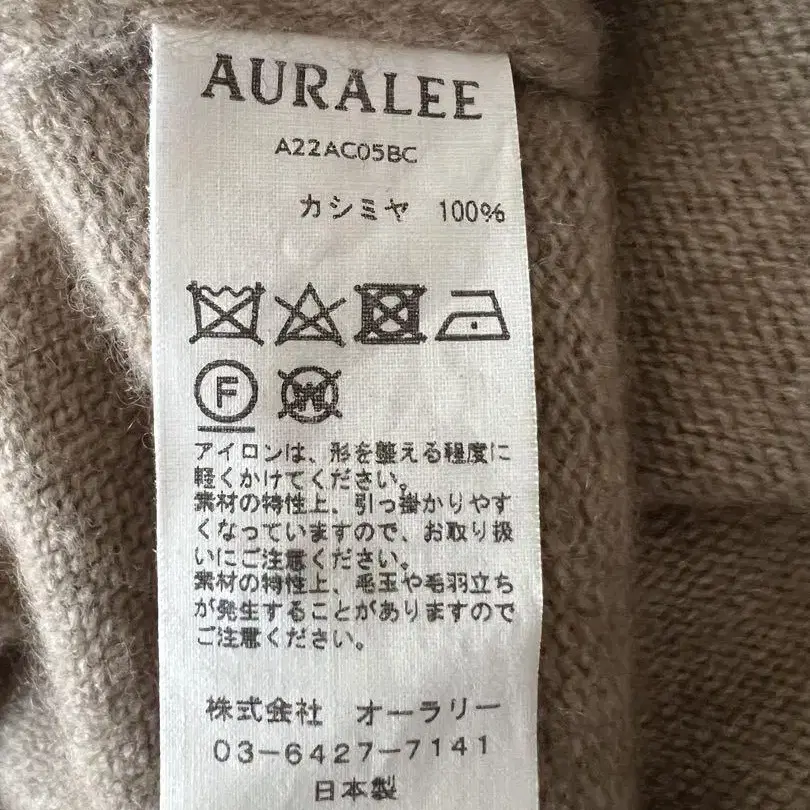 AURALEE
A22AC05BC
カシミヤ 100%
F
W
アイロンは、形を整える程度に
軽くかけてください。
素材の特性上、引っ掛かりやす
くなっていますので、お取り扱
いにご注意ください。
素材の特性上、毛玉や毛羽立ち
が発生することがありますので
ご注意ください。
株式会社 オーラリー
03-6427-7141
日本製